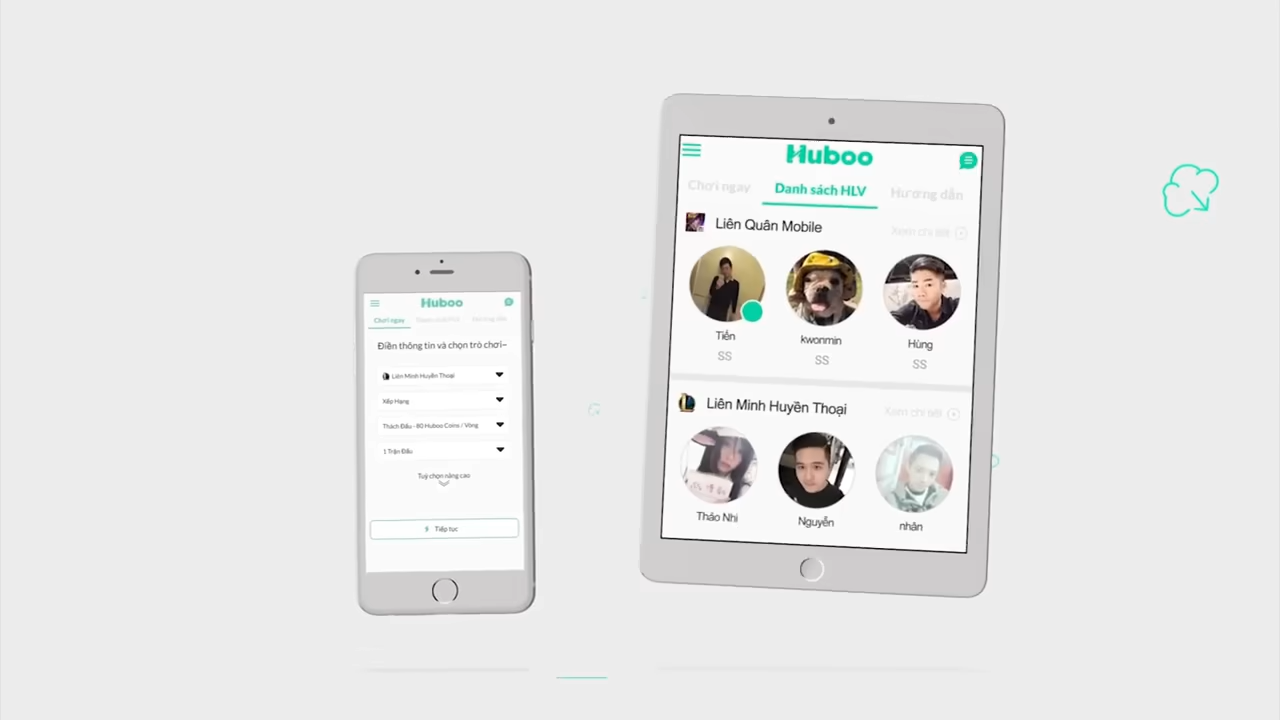 Huboo
Chơi ngay
Điền thông tin và chọn trò chơi~
Liên Minh Huyền Thoại
Xếp Hạng
Thách Đấu - 80 Huboo Coins / Vòng
1 Trận Đấu
Tuỳ chọn nâng cao
Tiếp tục
Huboo
Chơi ngay Danh sách HLV Hướng dẫn
Liên Quân Mobile Xem chi tiết
Tiến kwonmin Hùng
SS SS SS
Liên Minh Huyền Thoại Xem chi tiết
Thảo Nhi Nguyễn nhân